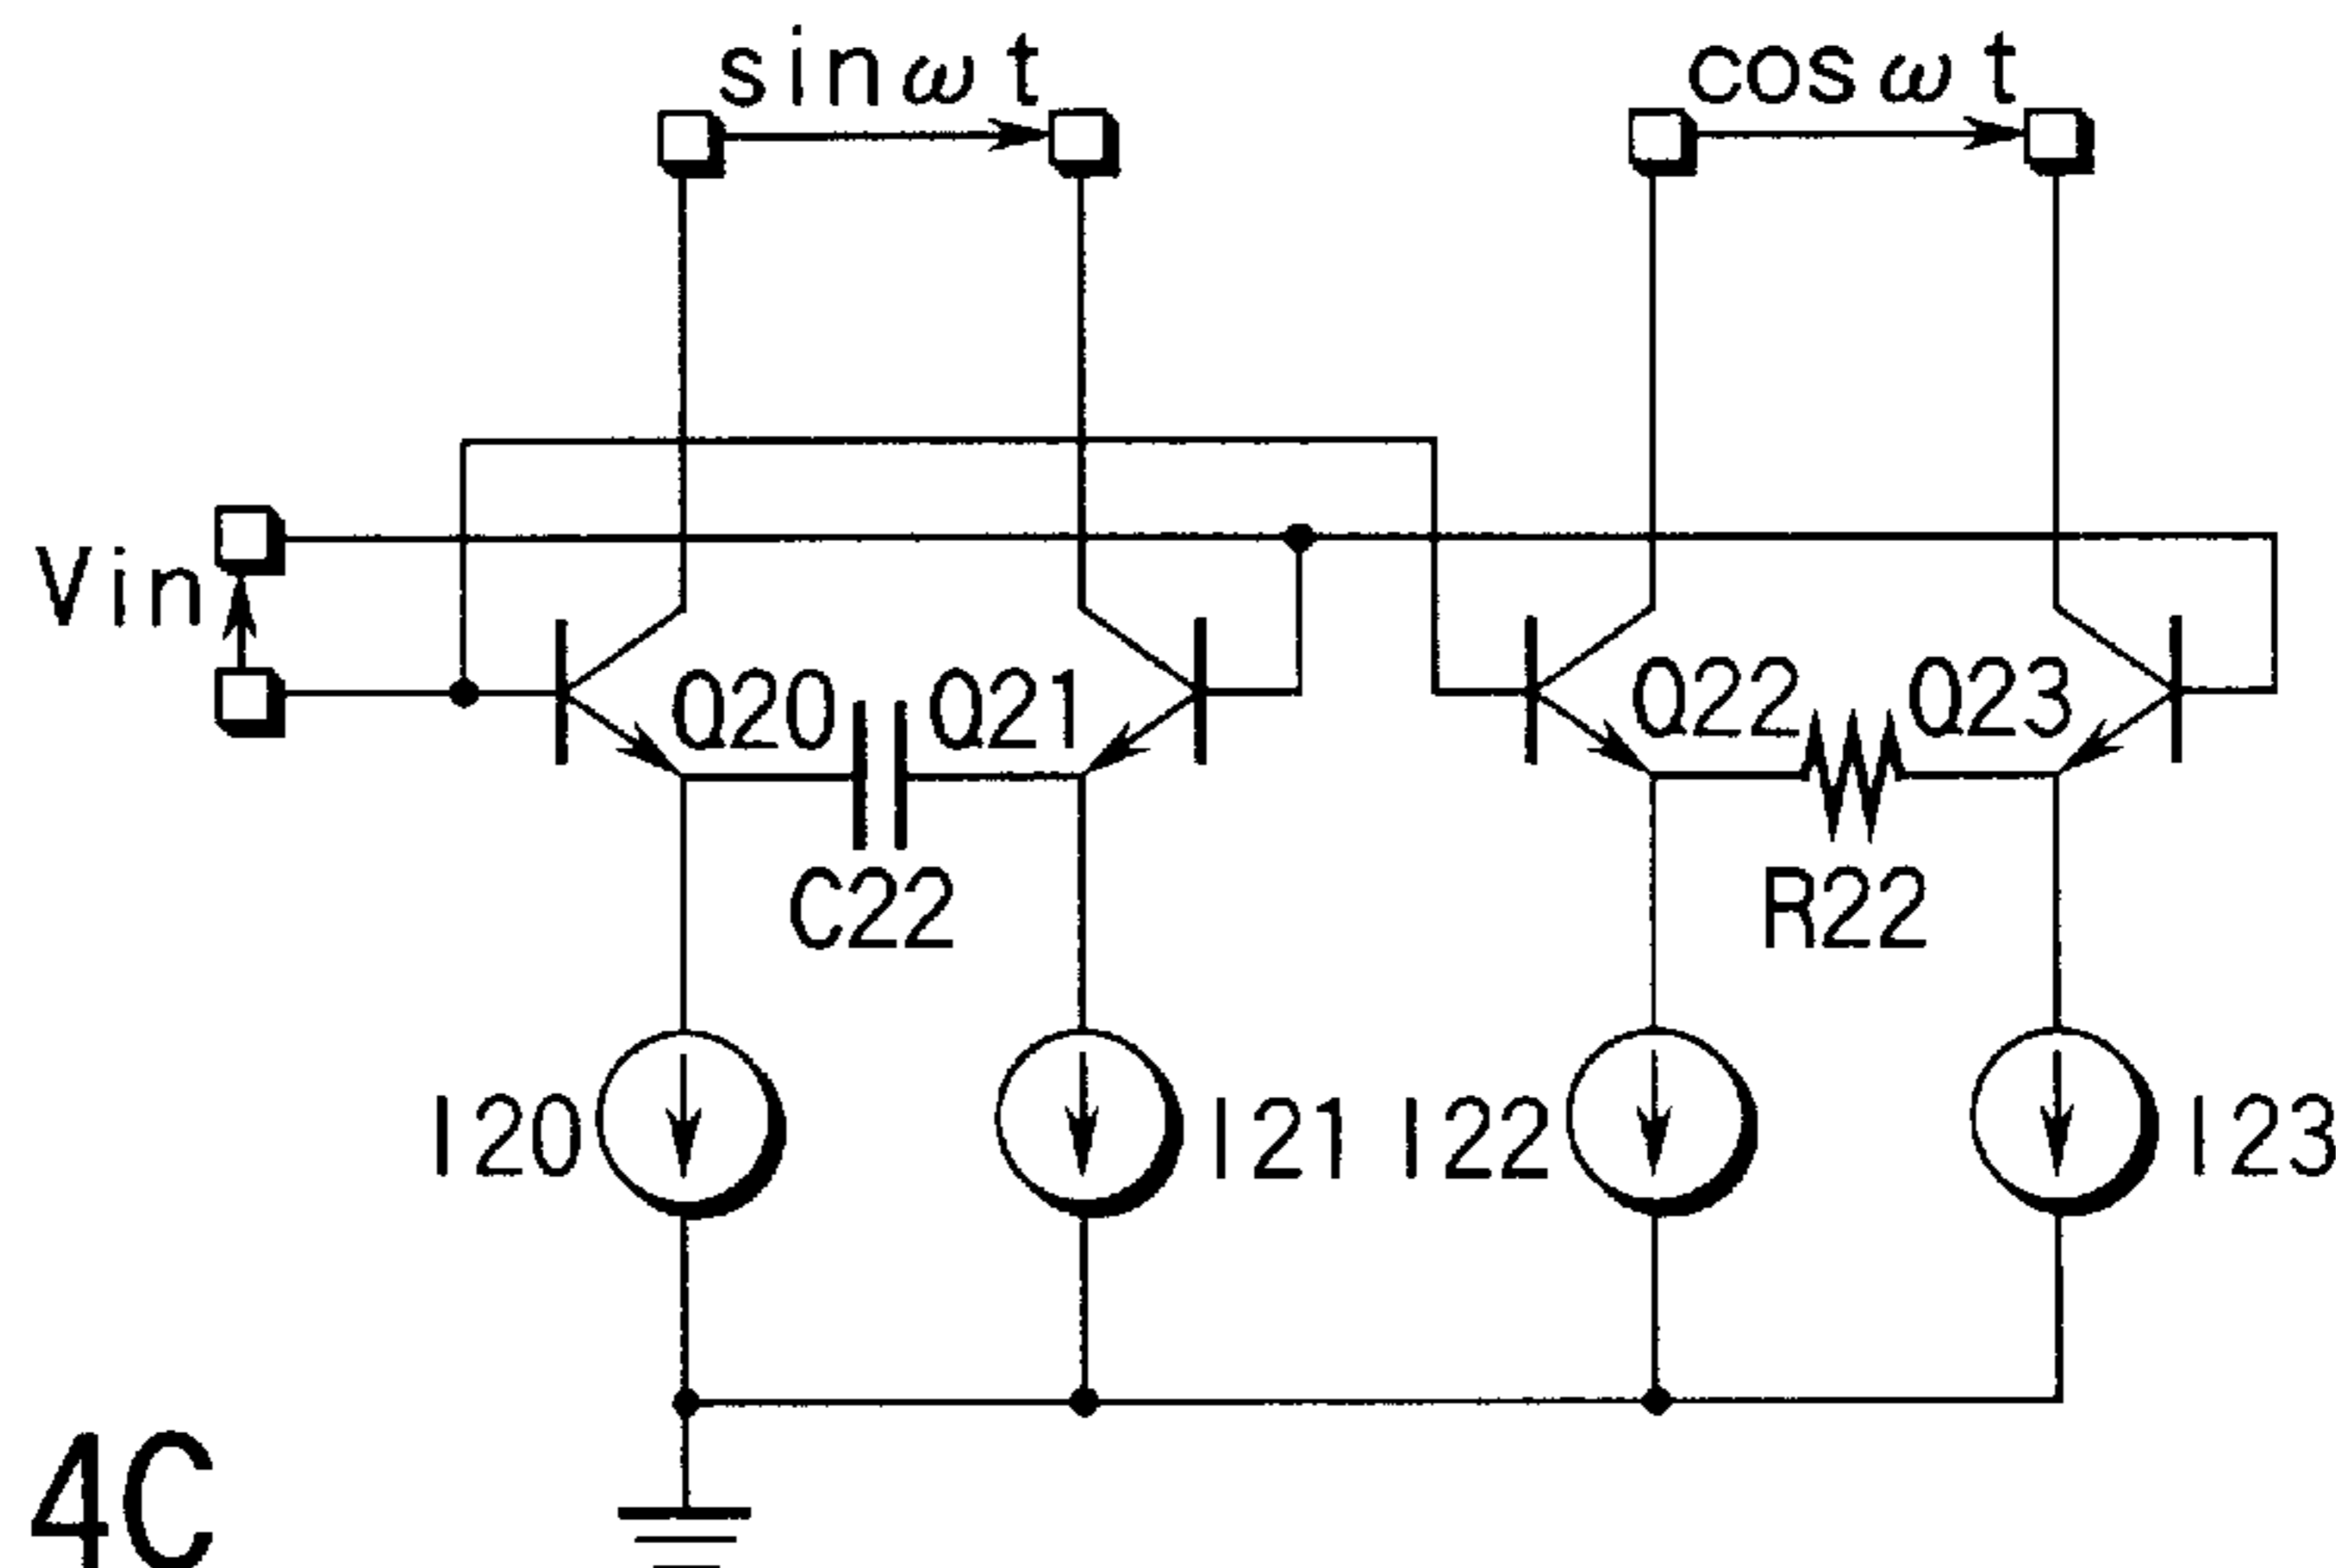 sinωt
cosωt
Vin
Q20
Q21
Q22
Q23
C22
R22
I20
I21
I22
I23
4C